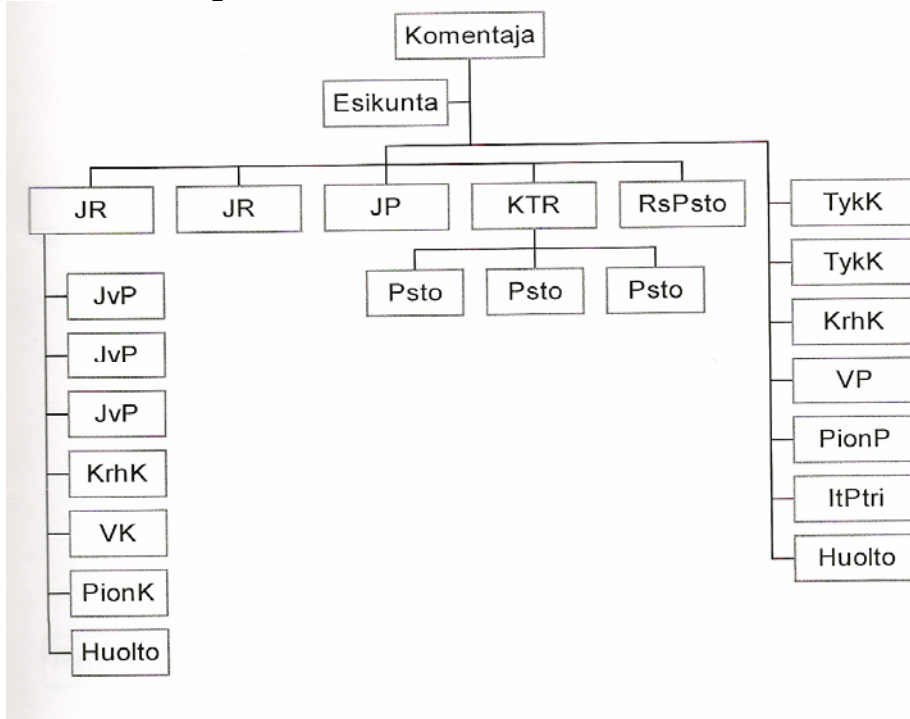 Komentaja
Esikunta
JR
JR
JP
KTR
RsPsto
Psto
Psto
Psto
JvP
JvP
JvP
KrhK
VK
PionK
Huolto
TykK
TykK
KrhK
VP
PionP
ItPtri
Huolto